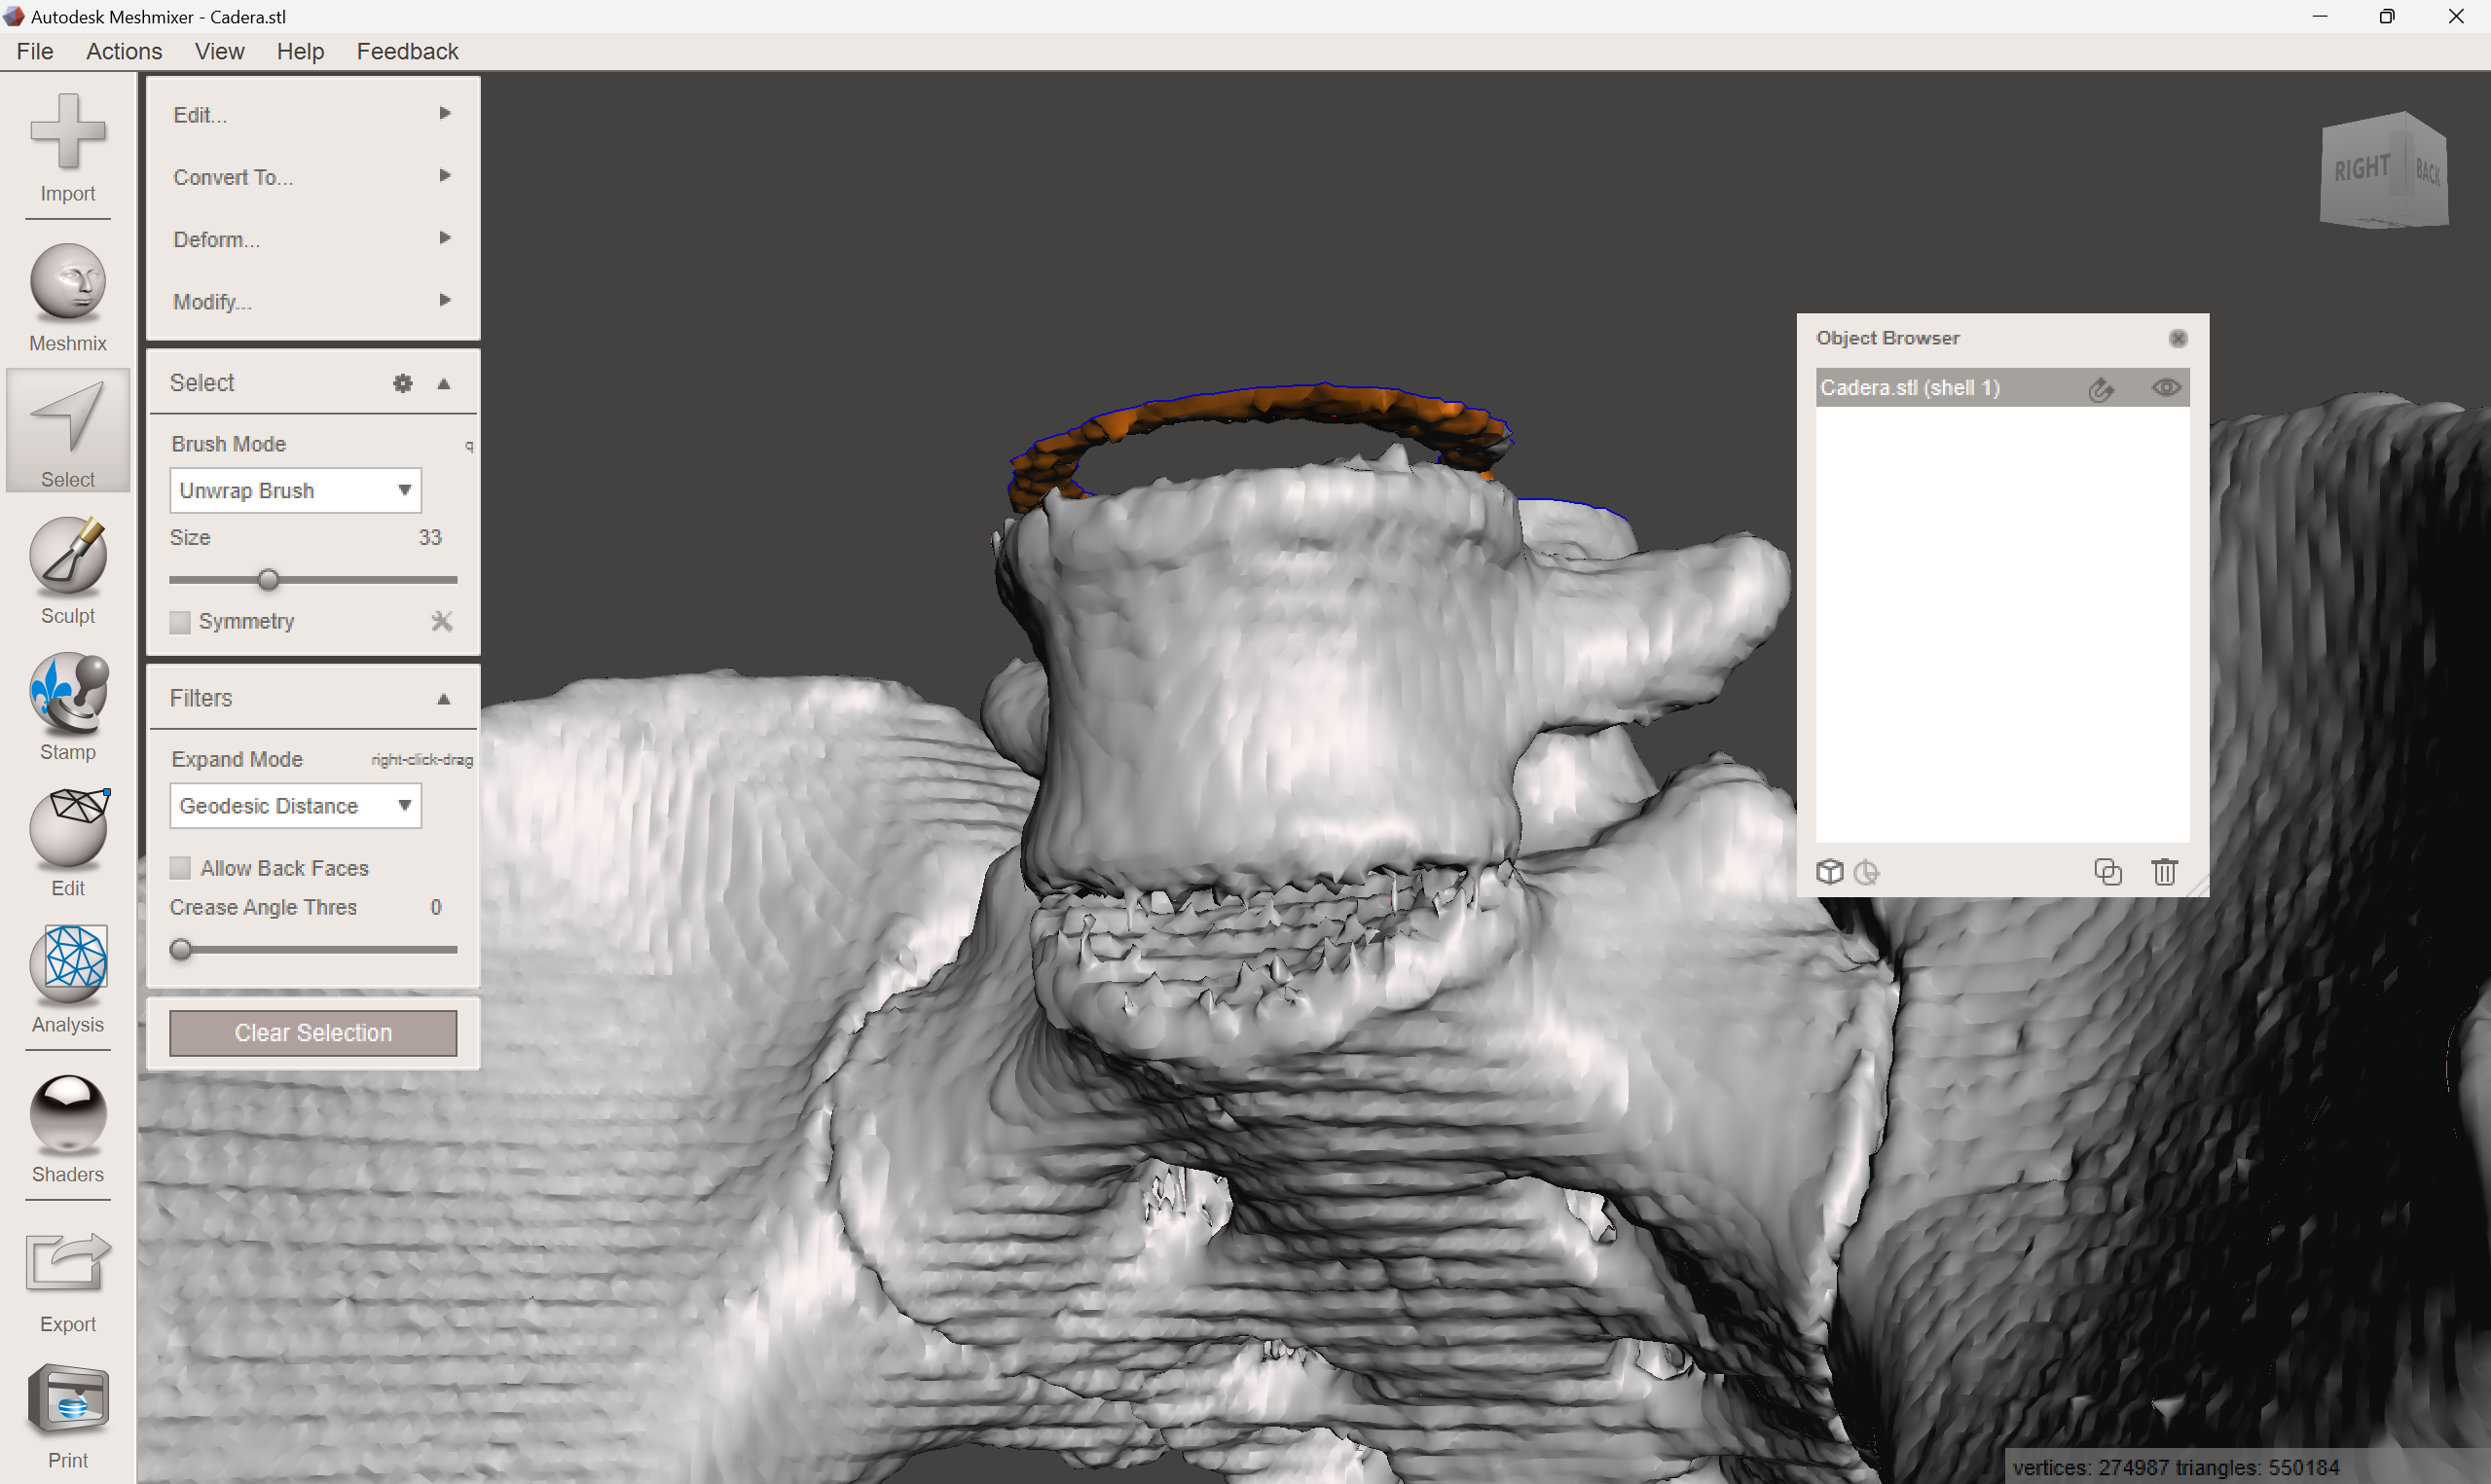 Autodesk Meshmixer - Cadera.stl
File Actions View Help Feedback
Import
Meshmix
Select
Sculpt
Stamp
Edit
Analysis
Shaders
Export
Print
Edit...
Convert To...
Deform...
Modify...
Select
Brush Mode q
Unwrap Brush
Size 33
Symmetry
Filters
Expand Mode right-click-drag
Geodesic Distance
Allow Back Faces
Crease Angle Thres 0
Clear Selection
RIGHT BACK
Object Browser
Cadera.stl (shell 1)
vertices: 274987 triangles: 550184